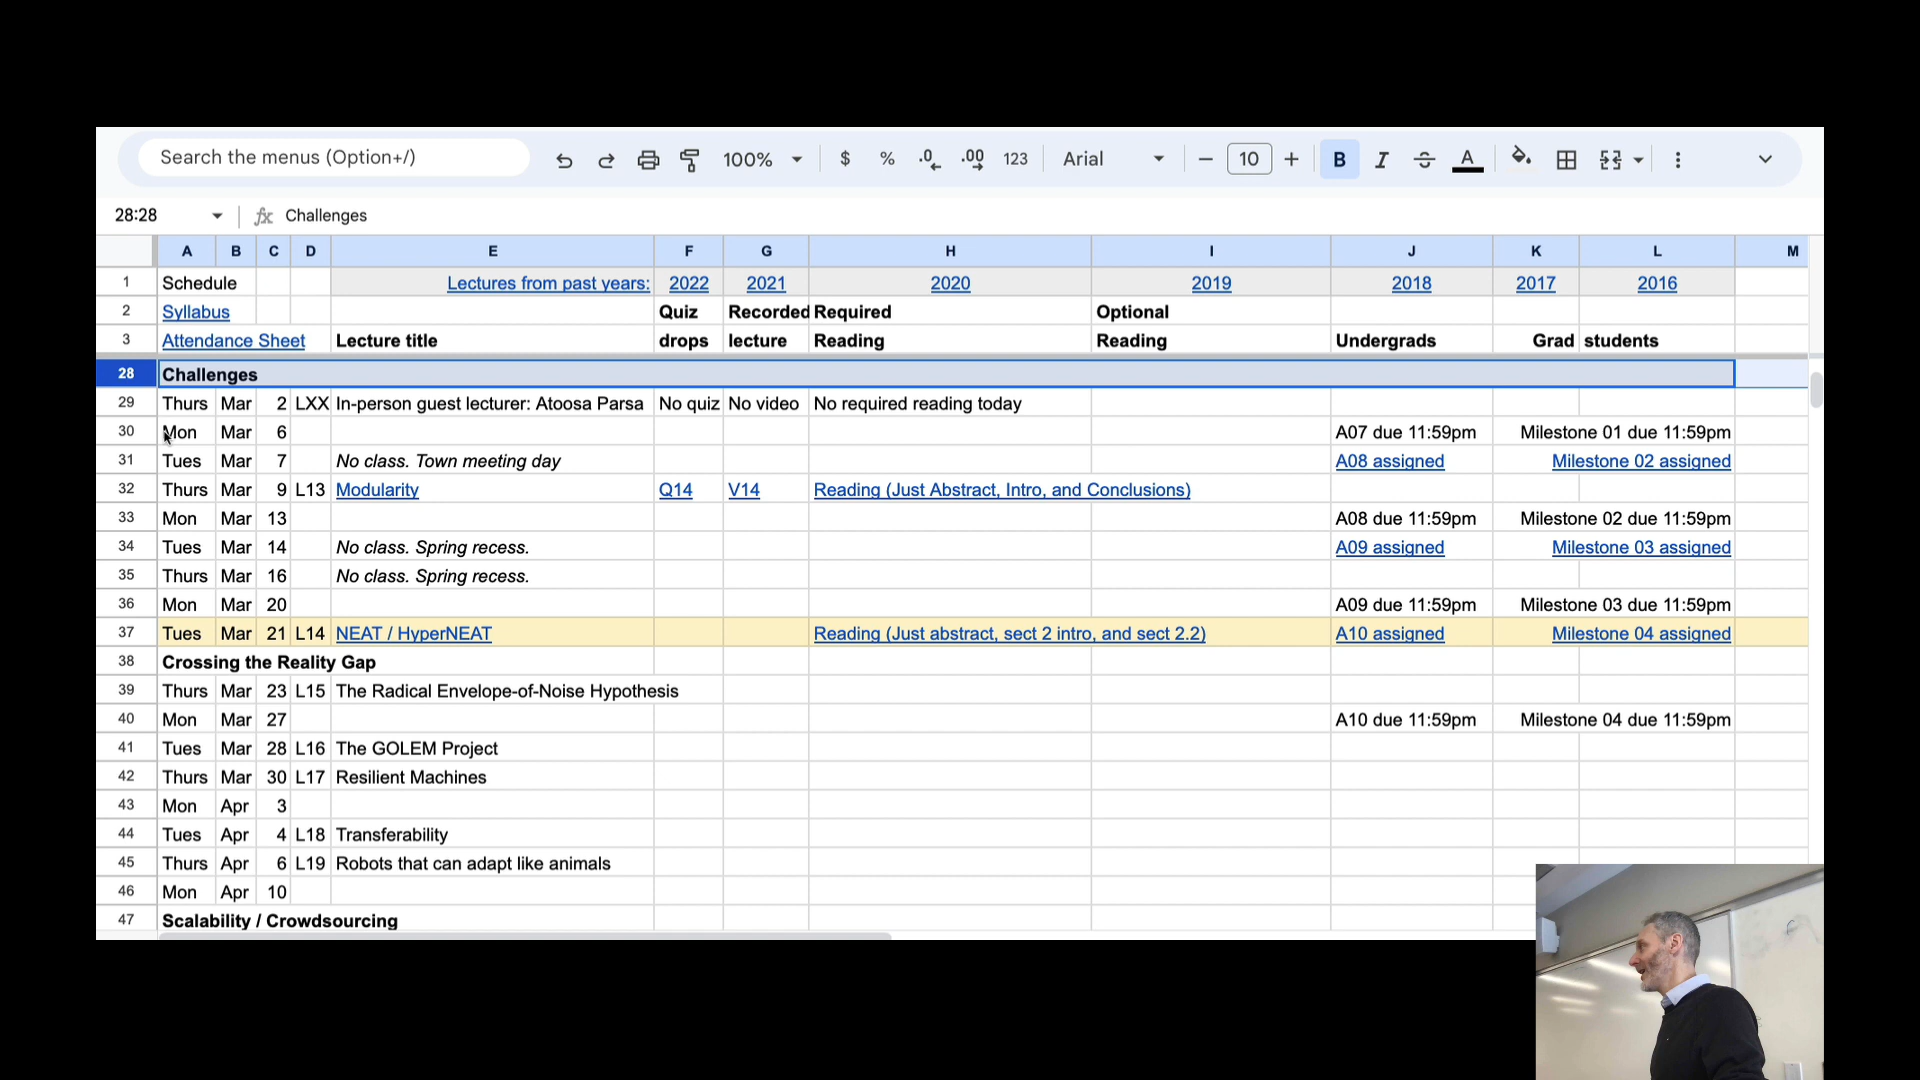 Search the menus (Option+/) 100% $ % .0 .00 123 Arial 10 B I A
28:28 fx Challenges
A B C D E F G H I J K L M
1 Schedule Lectures from past years: 2022 2021 2020 2019 2018 2017 2016
2 Syllabus Quiz Recorded Required Optional
3 Attendance Sheet Lecture title drops lecture Reading Reading Undergrads Grad students
28 Challenges
29 Thurs Mar 2 LXX In-person guest lecturer: Atoosa Parsa No quiz No video No required reading today
30 Mon Mar 6 A07 due 11:59pm Milestone 01 due 11:59pm
31 Tues Mar 7 No class. Town meeting day A08 assigned Milestone 02 assigned
32 Thurs Mar 9 L13 Modularity Q14 V14 Reading (Just Abstract, Intro, and Conclusions)
33 Mon Mar 13 A08 due 11:59pm Milestone 02 due 11:59pm
34 Tues Mar 14 No class. Spring recess. A09 assigned Milestone 03 assigned
35 Thurs Mar 16 No class. Spring recess.
36 Mon Mar 20 A09 due 11:59pm Milestone 03 due 11:59pm
37 Tues Mar 21 L14 NEAT / HyperNEAT Reading (Just abstract, sect 2 intro, and sect 2.2) A10 assigned Milestone 04 assigned
38 Crossing the Reality Gap
39 Thurs Mar 23 L15 The Radical Envelope-of-Noise Hypothesis
40 Mon Mar 27 A10 due 11:59pm Milestone 04 due 11:59pm
41 Tues Mar 28 L16 The GOLEM Project
42 Thurs Mar 30 L17 Resilient Machines
43 Mon Apr 3
44 Tues Apr 4 L18 Transferability
45 Thurs Apr 6 L19 Robots that can adapt like animals
46 Mon Apr 10
47 Scalability / Crowdsourcing